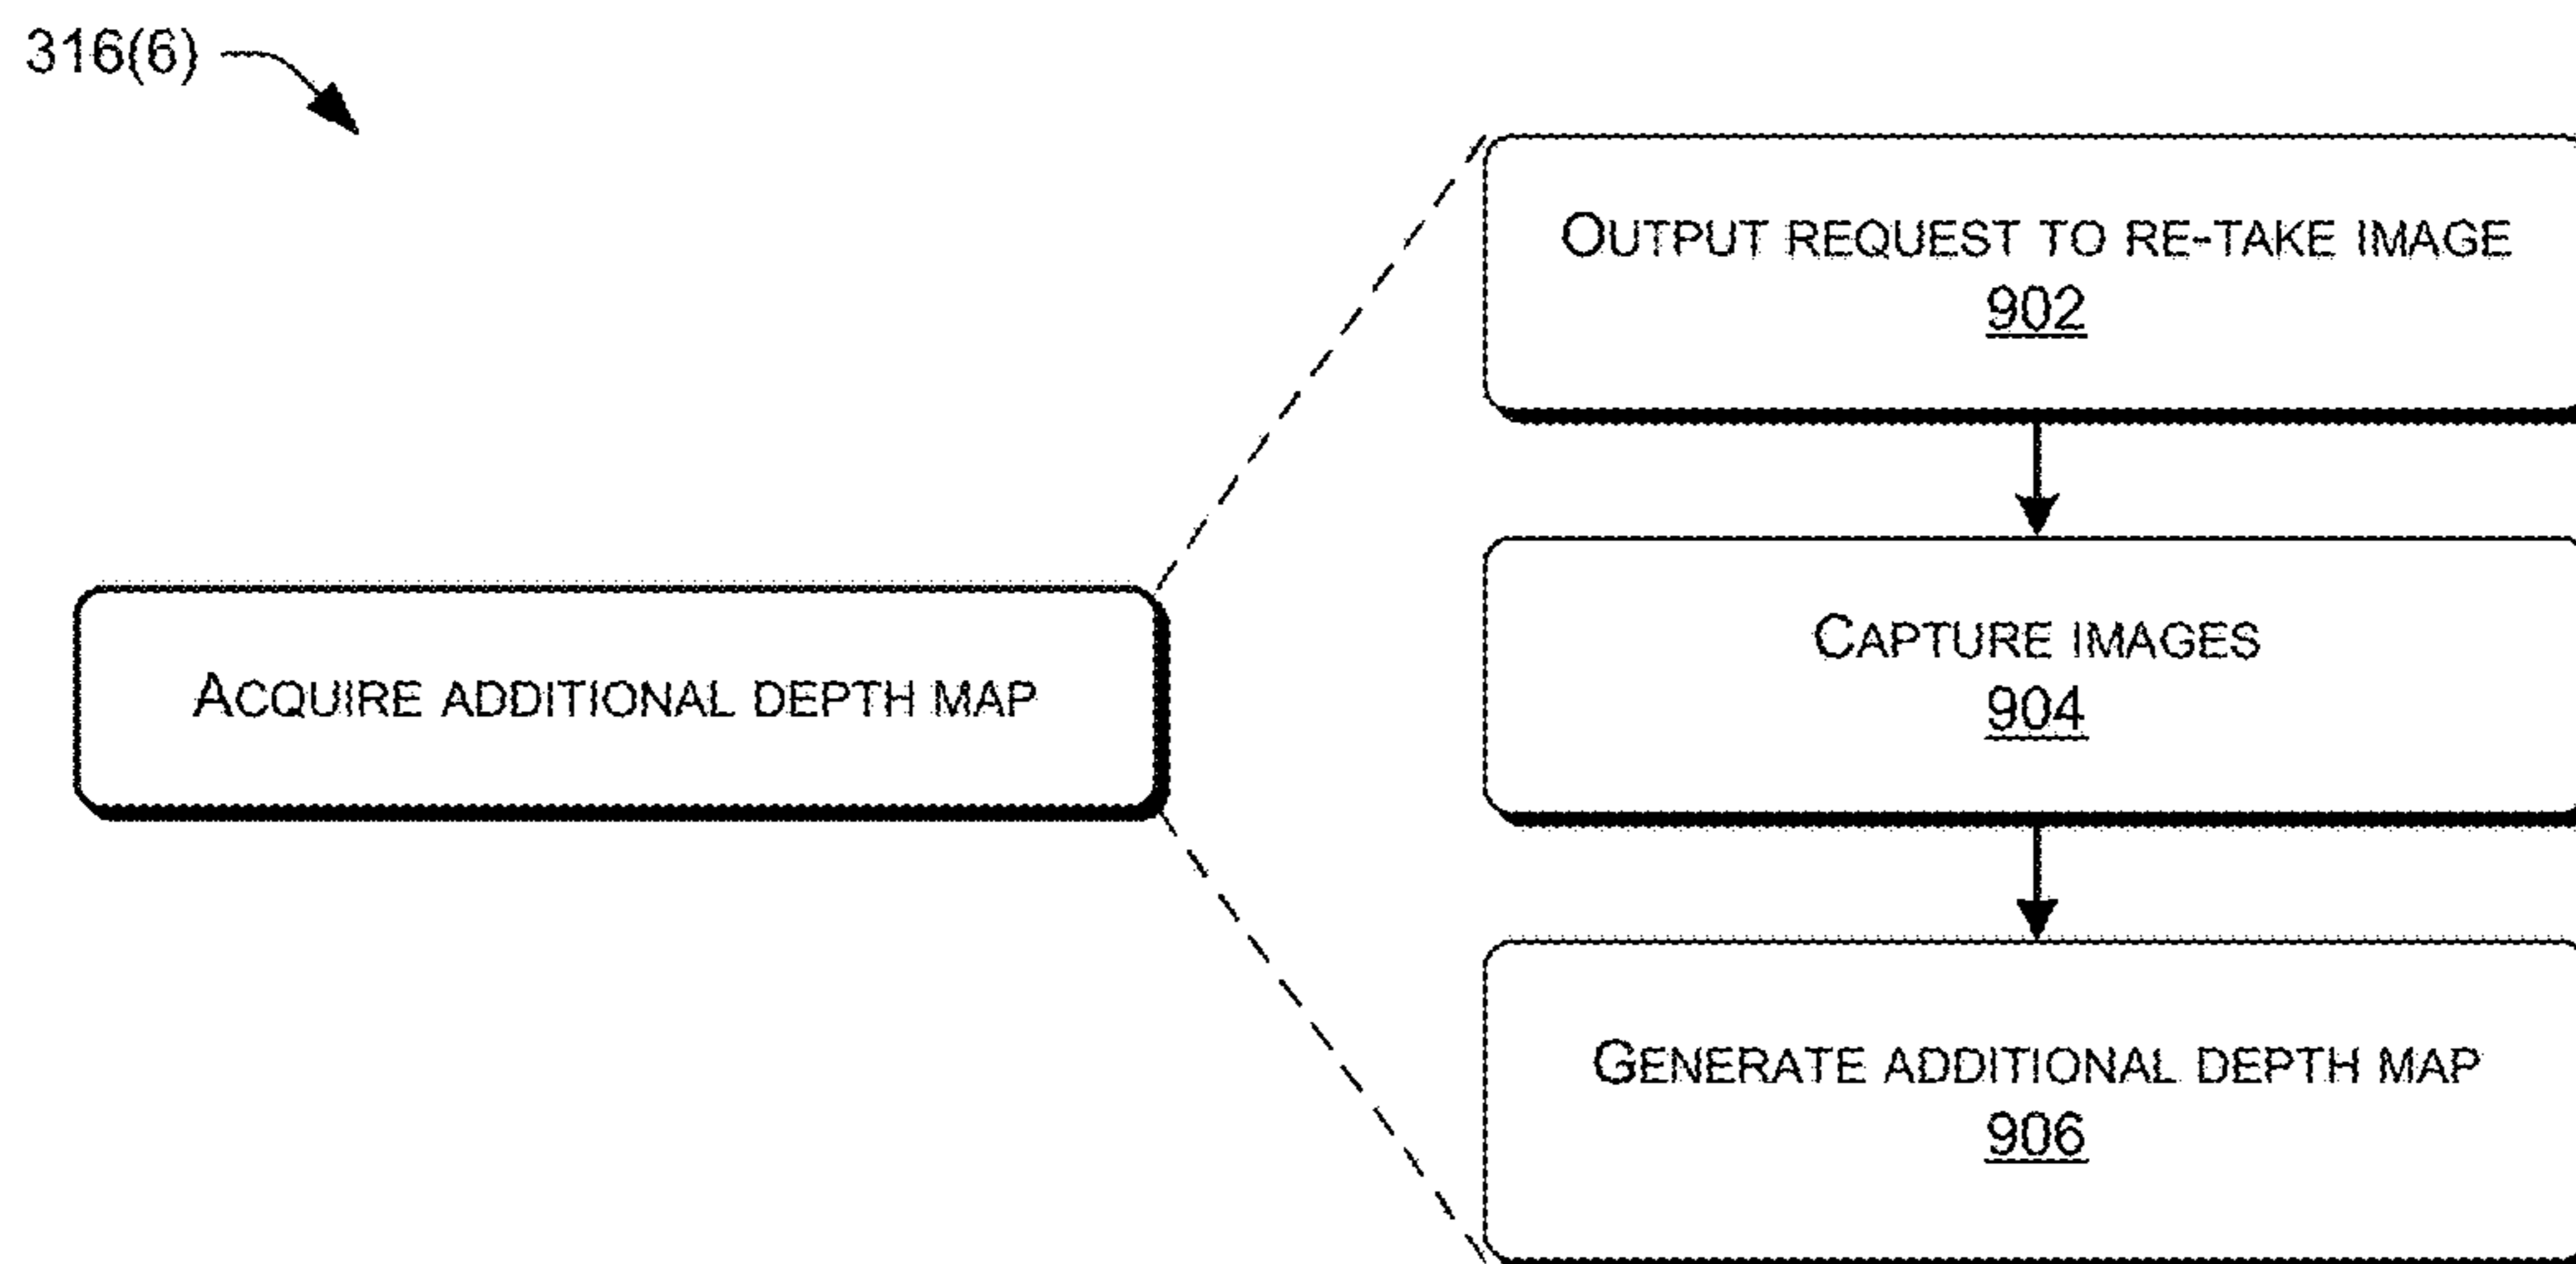 316(6)
ACQUIRE ADDITIONAL DEPTH MAP
OUTPUT REQUEST TO RE-TAKE IMAGE
902
CAPTURE IMAGES
904
GENERATE ADDITIONAL DEPTH MAP
906